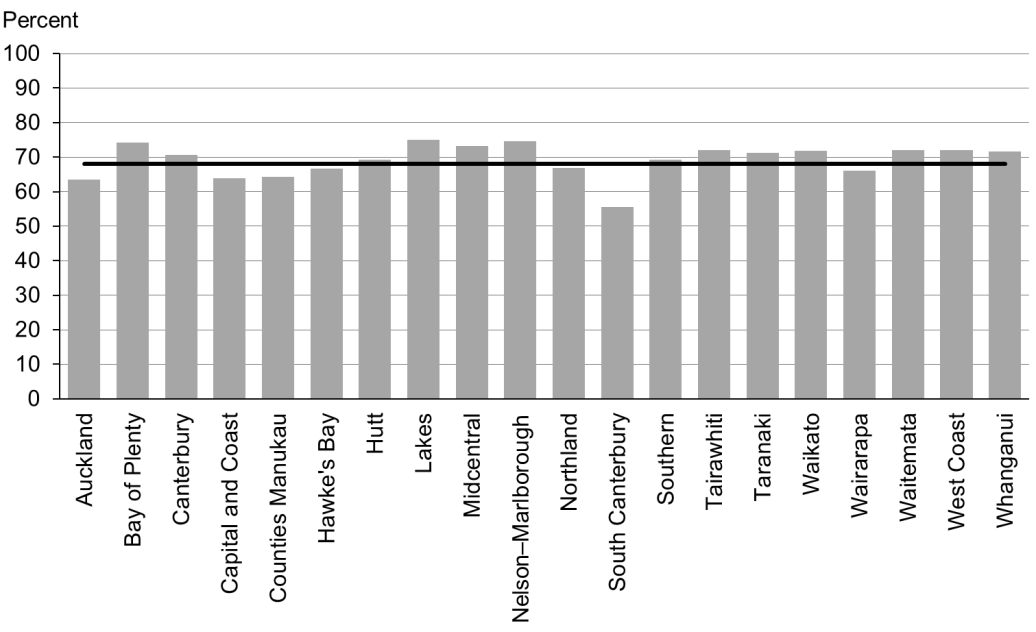 Percent
100
90
80
70
60
50
40
30
20
10
0
Auckland
Bay of Plenty
Canterbury
Capital and Coast
Counties Manukau
Hawke's Bay
Hutt
Lakes
Midcentral
Nelson–Marlborough
Northland
South Canterbury
Southern
Tairawhiti
Taranaki
Waikato
Wairarapa
Waitemata
West Coast
Whanganui